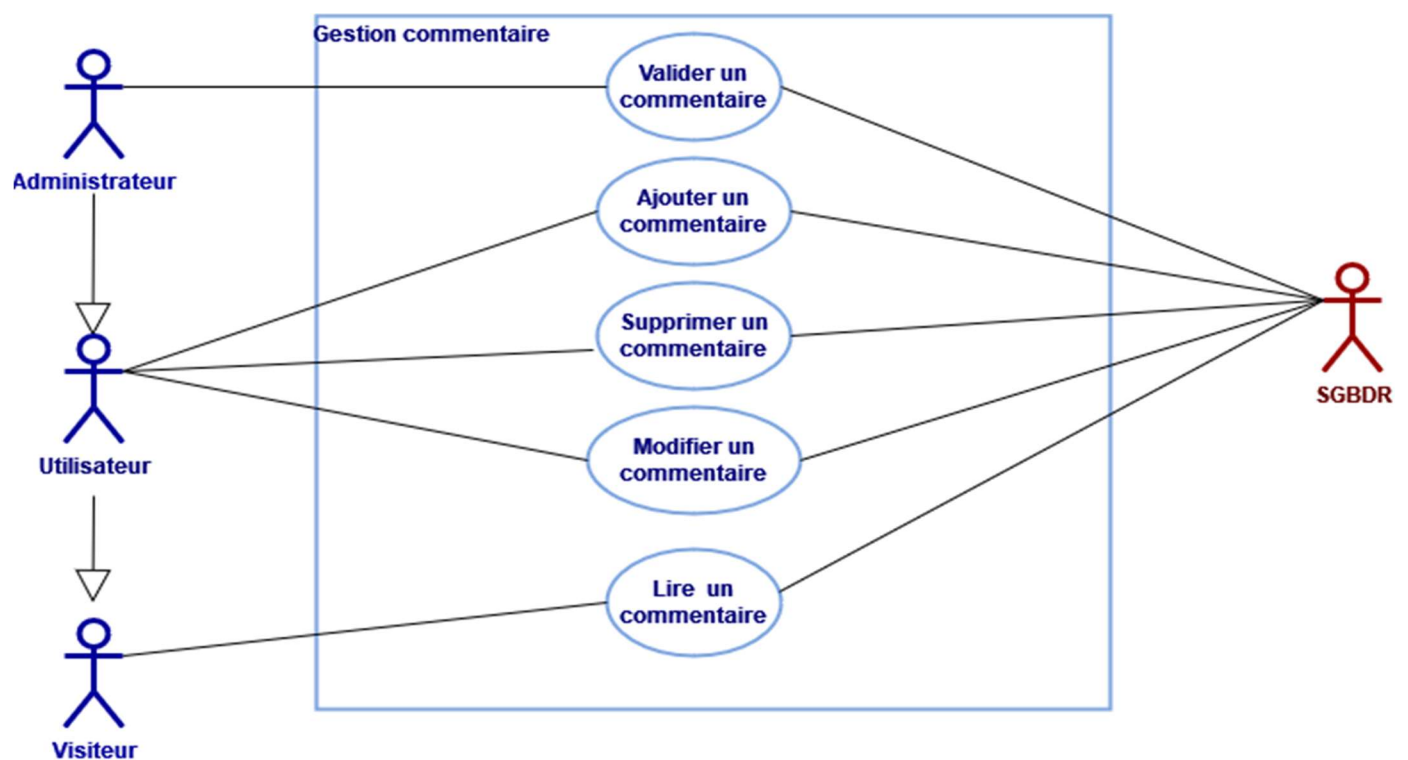 Gestion commentaire
Valider un
commentaire
Administrateur
Ajouter un
commentaire
Supprimer un
commentaire
SGBDR
Utilisateur
Modifier un
commentaire
Lire un
commentaire
Visiteur